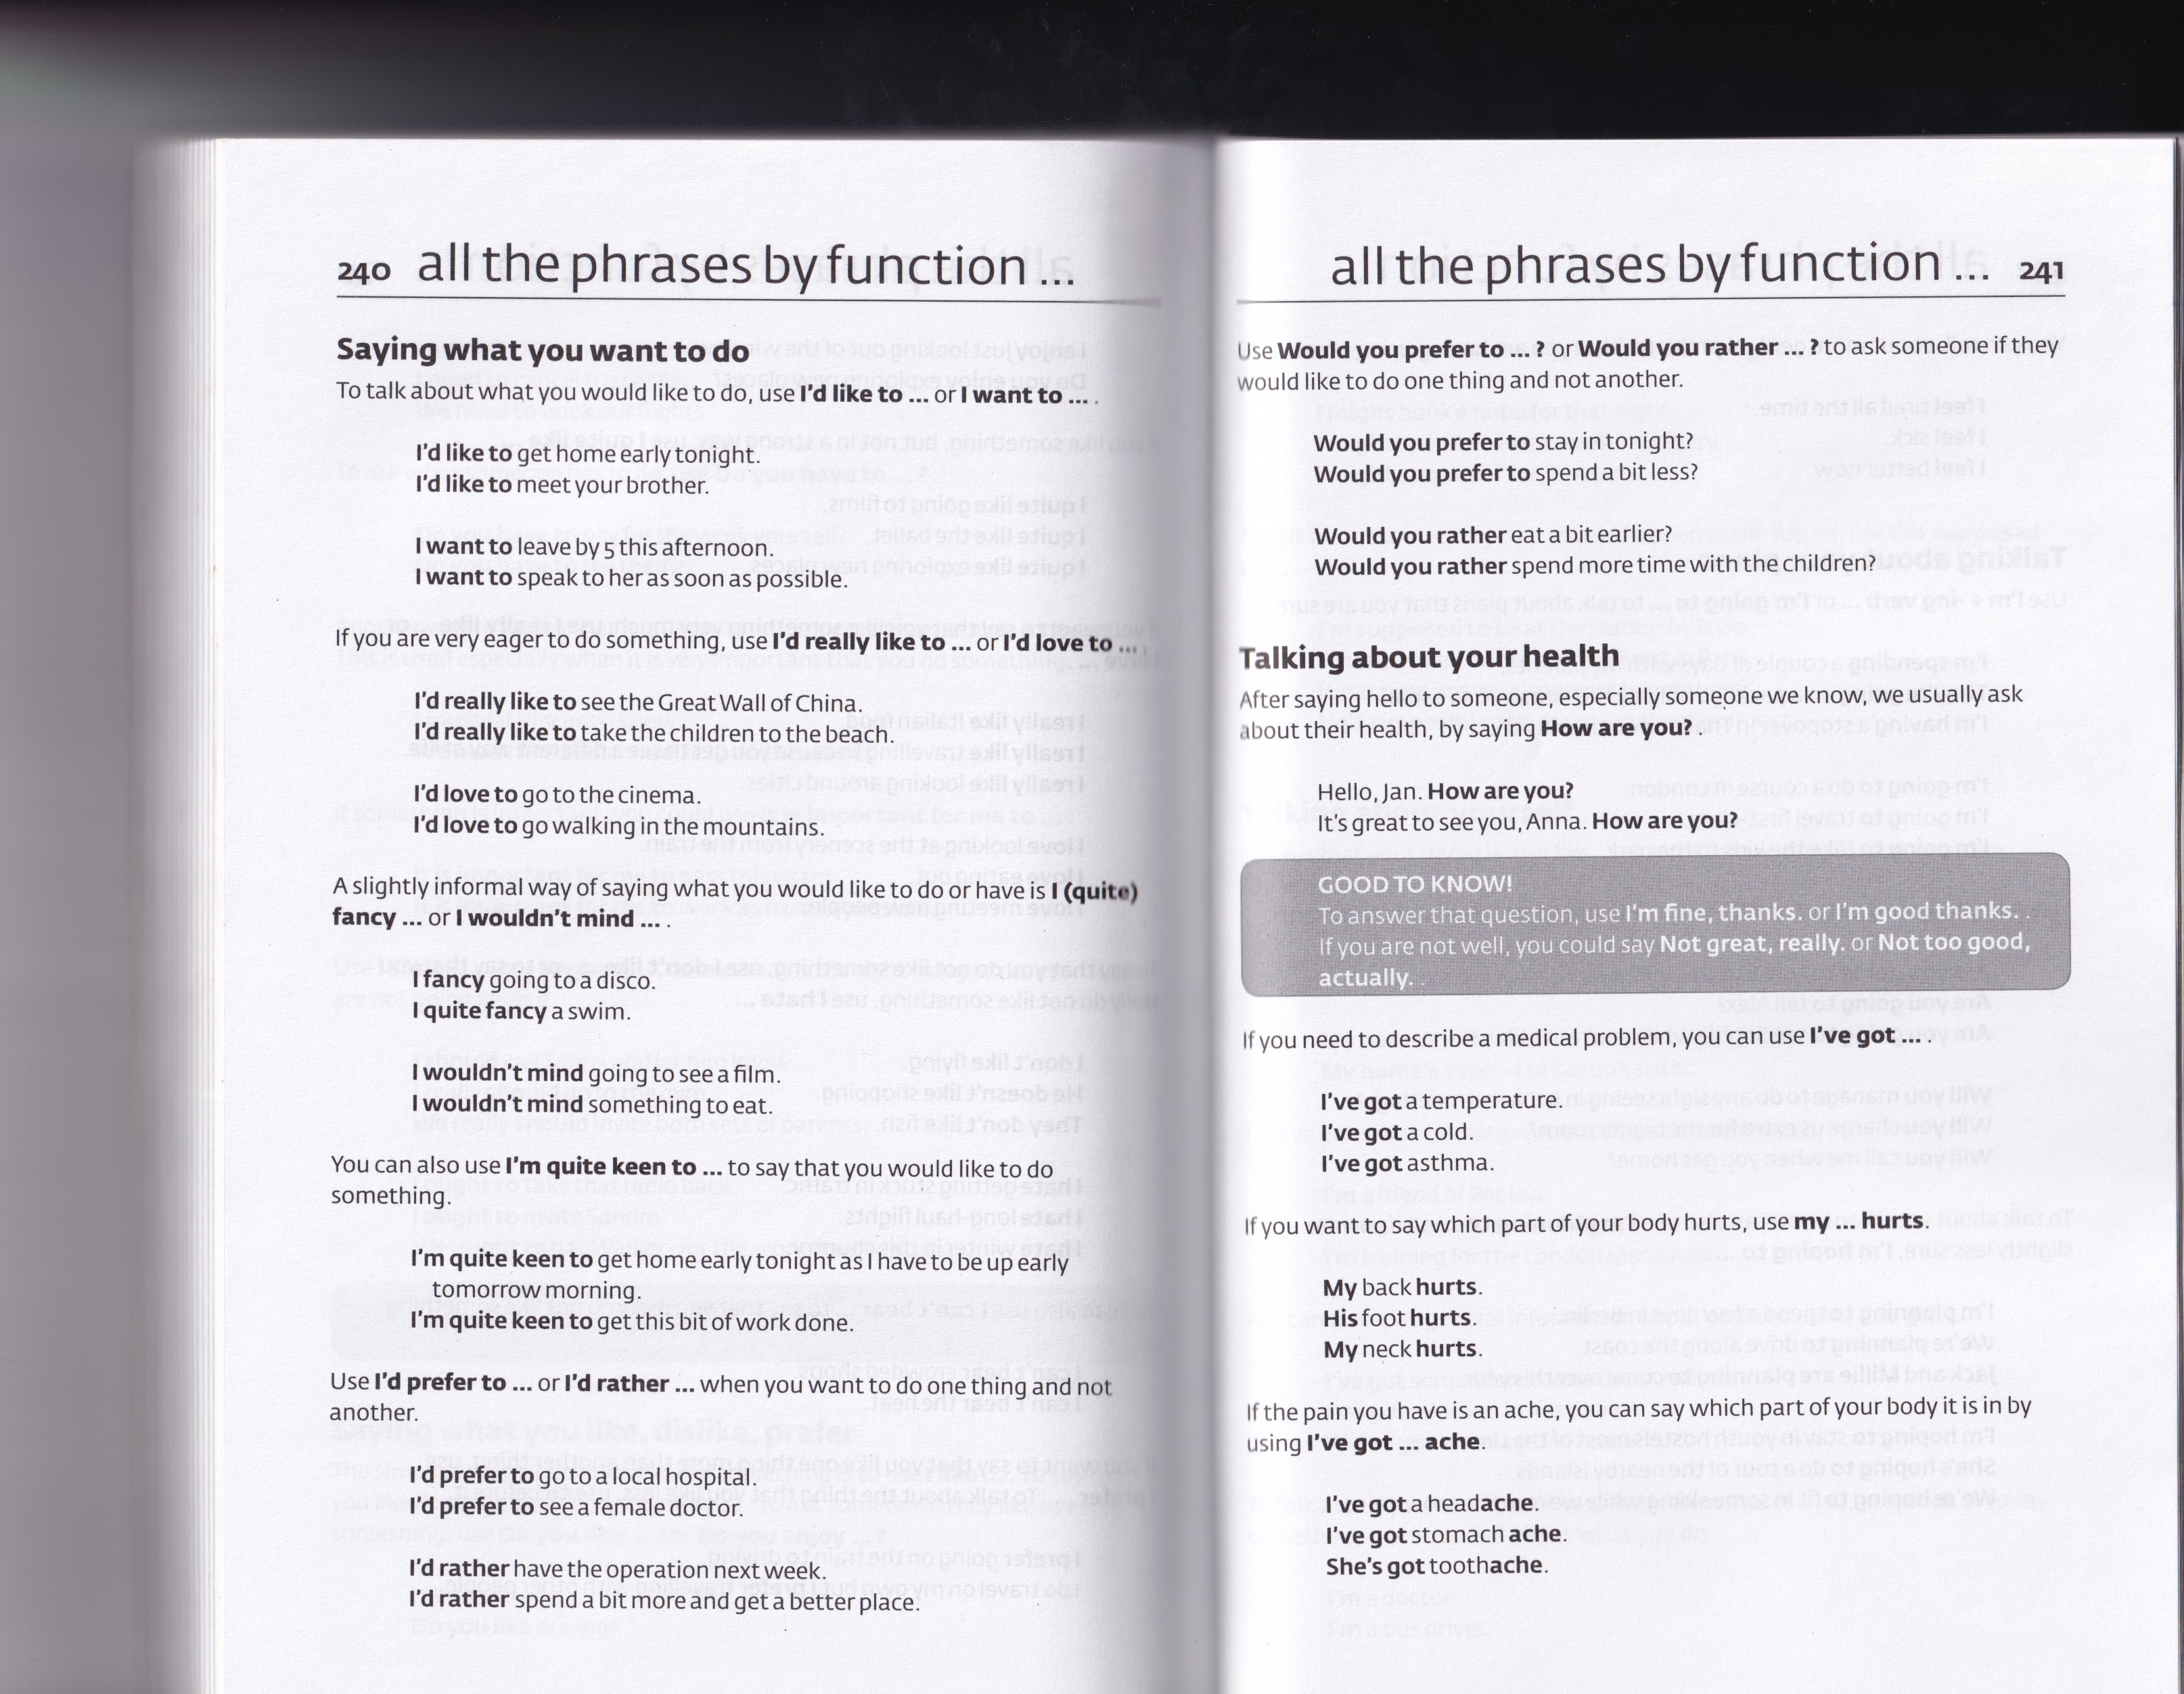 240 all the phrases by function ...
Saying what you want to do
To talk about what you would like to do, use I'd like to ... or I want to ... .
I'd like to get home early tonight.
I'd like to meet your brother.
I want to leave by 5 this afternoon.
I want to speak to her as soon as possible.
If you are very eager to do something, use I'd really like to ... or I'd love to ... .
I'd really like to see the Great Wall of China.
I'd really like to take the children to the beach.
I'd love to go to the cinema.
I'd love to go walking in the mountains.
A slightly informal way of saying what you would like to do or have is I (quite)
fancy ... or I wouldn't mind ... .
I fancy going to a disco.
I quite fancy a swim.
I wouldn't mind going to see a film.
I wouldn't mind something to eat.
You can also use I'm quite keen to ... to say that you would like to do
something.
I'm quite keen to get home early tonight as I have to be up early
tomorrow morning.
I'm quite keen to get this bit of work done.
Use I'd prefer to ... or I'd rather ... when you want to do one thing and not
another.
I'd prefer to go to a local hospital.
I'd prefer to see a female doctor.
I'd rather have the operation next week.
I'd rather spend a bit more and get a better place.
all the phrases by function ... 241
Use Would you prefer to ... ? or Would you rather ... ? to ask someone if they
would like to do one thing and not another.
Would you prefer to stay in tonight?
Would you prefer to spend a bit less?
Would you rather eat a bit earlier?
Would you rather spend more time with the children?
Talking about your health
After saying hello to someone, especially someone we know, we usually ask
about their health, by saying How are you? .
Hello, Jan. How are you?
It's great to see you, Anna. How are you?
GOOD TO KNOW!
To answer that question, use I'm fine, thanks. or I'm good thanks. .
If you are not well, you could say Not great, really. or Not too good,
actually. .
If you need to describe a medical problem, you can use I've got ... .
I've got a temperature.
I've got a cold.
I've got asthma.
If you want to say which part of your body hurts, use my ... hurts.
My back hurts.
His foot hurts.
My neck hurts.
If the pain you have is an ache, you can say which part of your body it is in by
using I've got ... ache.
I've got a headache.
I've got stomach ache.
She's got toothache.